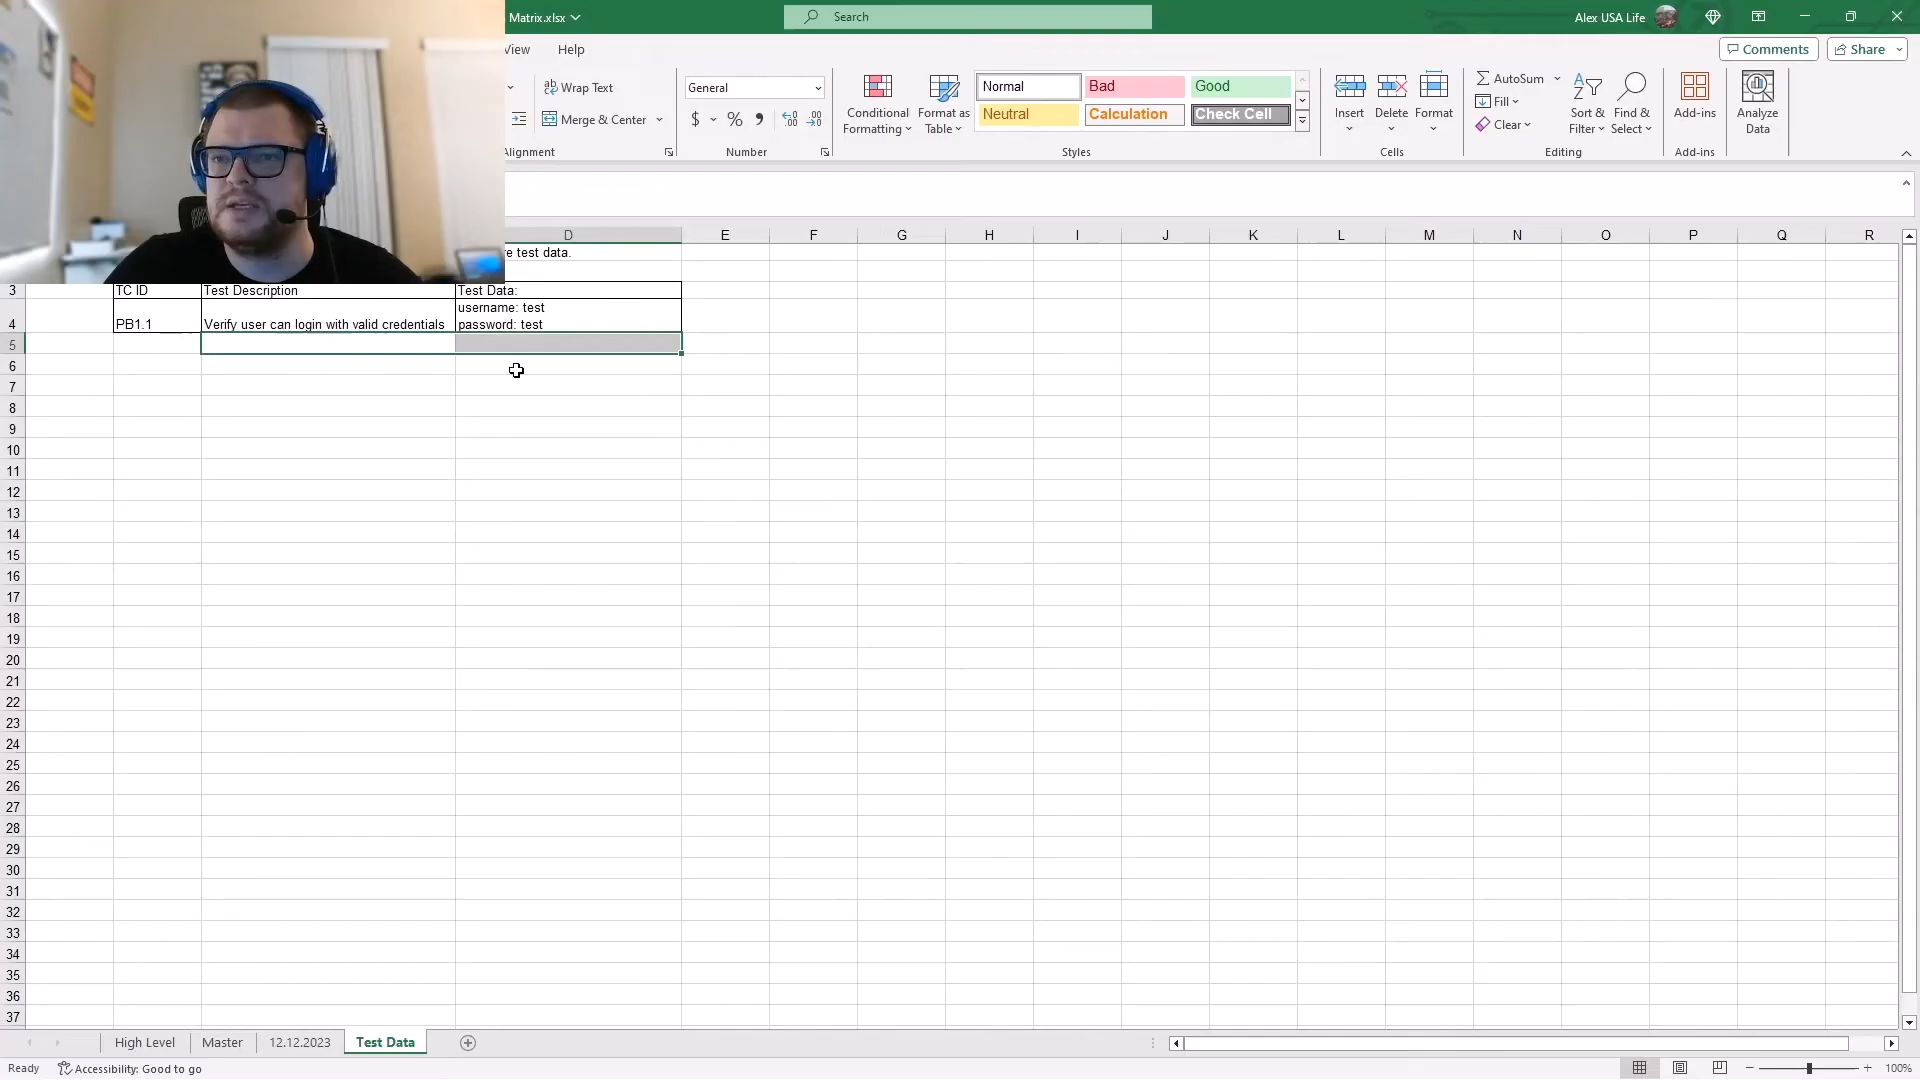 Matrix.xlsx
Search
Alex USA Life
View
Help
Comments
Share
Wrap Text
General
Conditional Formatting
Format as Table
Normal
Bad
Good
Neutral
Calculation
Check Cell
Insert
Delete
Format
AutoSum
Fill
Clear
Sort & Filter
Find & Select
Add-ins
Analyze Data
Merge & Center
$ % 9
Alignment
Number
Styles
Cells
Editing
Add-ins
D E F G H I J K L M N O P Q R
e test data.
3 TC ID Test Description Test Data:
username: test
4 PB1.1 Verify user can login with valid credentials password: test
5
6
7
8
9
10
11
12
13
14
15
16
17
18
19
20
21
22
23
24
25
26
27
28
29
30
31
32
33
34
35
36
37
High Level Master 12.12.2023 Test Data
Ready Accessibility: Good to go 100%